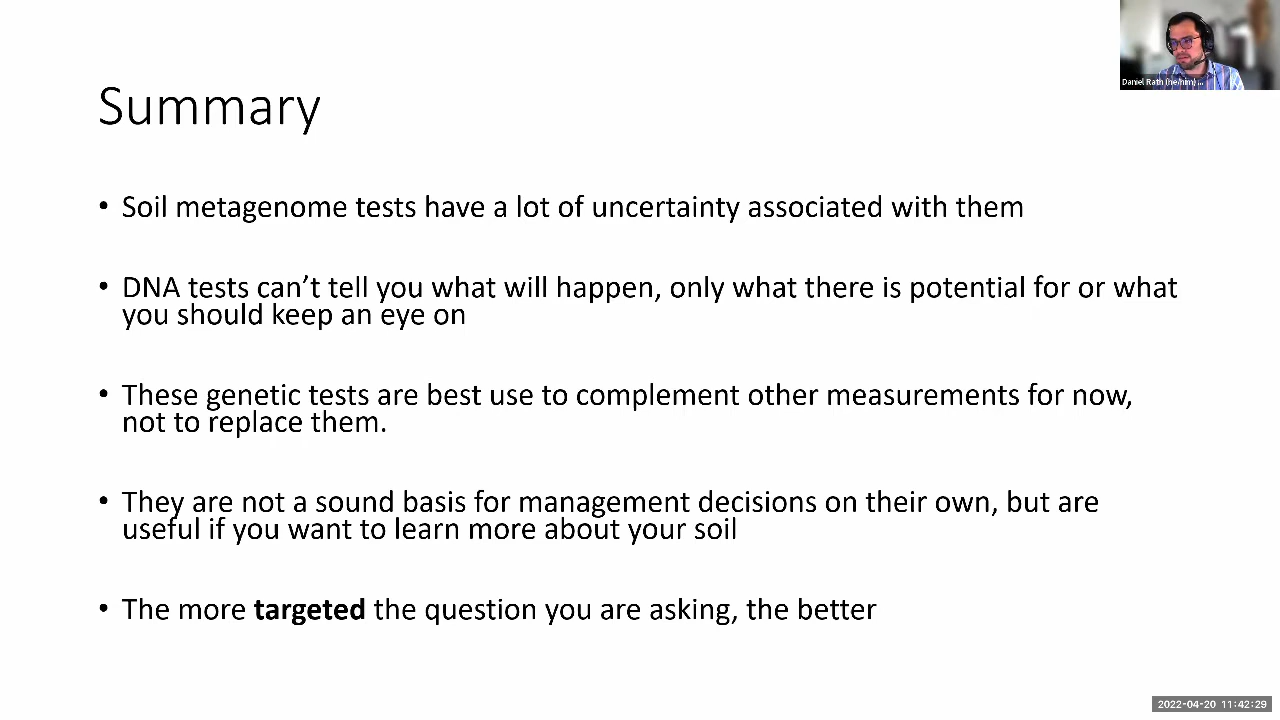 Daniel Rath (he/him) ...
Summary
• Soil metagenome tests have a lot of uncertainty associated with them
• DNA tests can't tell you what will happen, only what there is potential for or what
you should keep an eye on
• These genetic tests are best use to complement other measurements for now,
not to replace them.
• They are not a sound basis for management decisions on their own, but are
useful if you want to learn more about your soil
• The more targeted the question you are asking, the better
2022-04-20 11:42:29